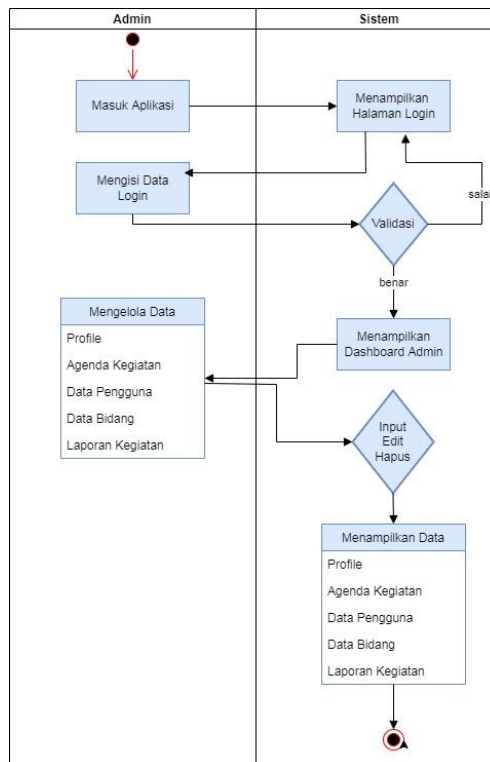 Admin
Sistem
Masuk Aplikasi
Menampilkan
Halaman Login
Mengisi Data
Login
Validasi
benar
Mengelola Data
Profile
Agenda Kegiatan
Data Pengguna
Data Bidang
Laporan Kegiatan
Menampilkan
Dashboard Admin
Input
Edit
Hapus
Menampilkan Data
Profile
Agenda Kegiatan
Data Pengguna
Data Bidang
Laporan Kegiatan